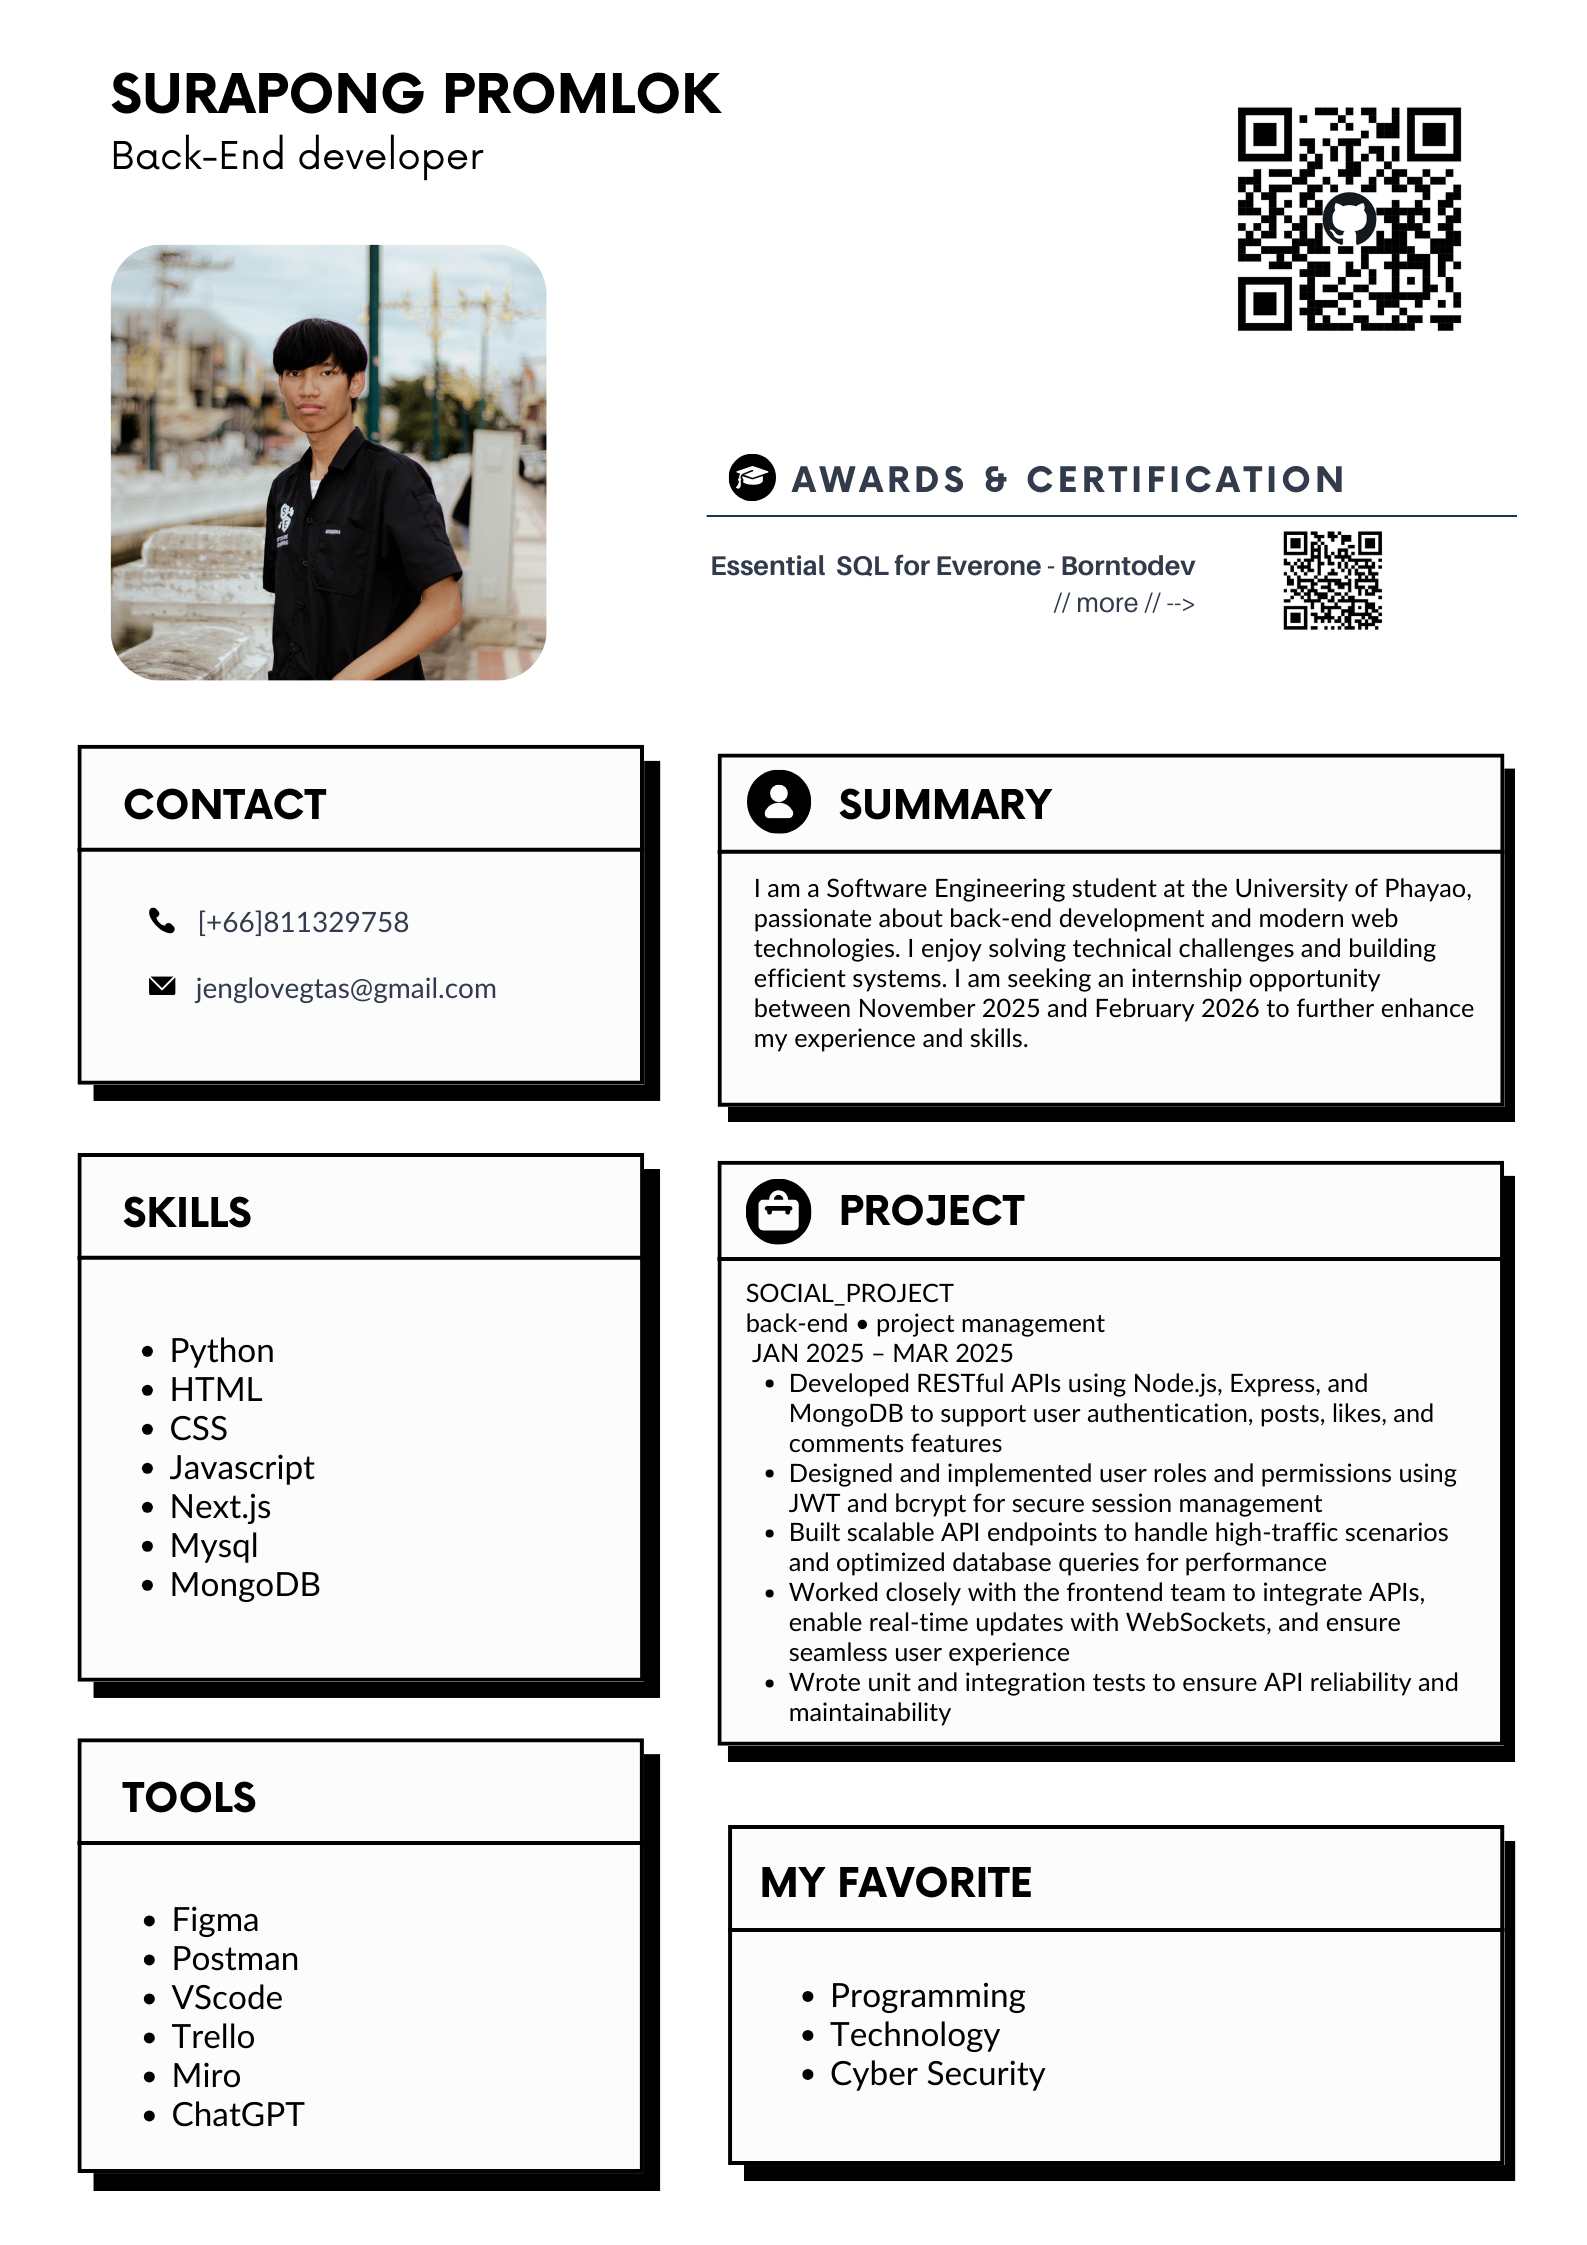 SURAPONG PROMLOK
Back-End developer
AWARDS & CERTIFICATION
Essential  SQL for Everone - Borntodev
// more // -->
CONTACT
[+66]811329758
jenglovegtas@gmail.com
SUMMARY
I am a Software Engineering student at the University of Phayao,
passionate about back-end development and modern web
technologies. I enjoy solving technical challenges and building
efficient systems. I am seeking an internship opportunity
between November 2025 and February 2026 to further enhance
my experience and skills.
SKILLS
• Python
• HTML
• CSS
• Javascript
• Next.js
• Mysql
• MongoDB
PROJECT
SOCIAL_PROJECT
back-end • project management
JAN 2025 – MAR 2025
• Developed RESTful APIs using Node.js, Express, and
MongoDB to support user authentication, posts, likes, and
comments features
• Designed and implemented user roles and permissions using
JWT and bcrypt for secure session management
• Built scalable API endpoints to handle high-traffic scenarios
and optimized database queries for performance
• Worked closely with the frontend team to integrate APIs,
enable real-time updates with WebSockets, and ensure
seamless user experience
• Wrote unit and integration tests to ensure API reliability and
maintainability
TOOLS
• Figma
• Postman
• VScode
• Trello
• Miro
• ChatGPT
MY FAVORITE
• Programming
• Technology
• Cyber Security